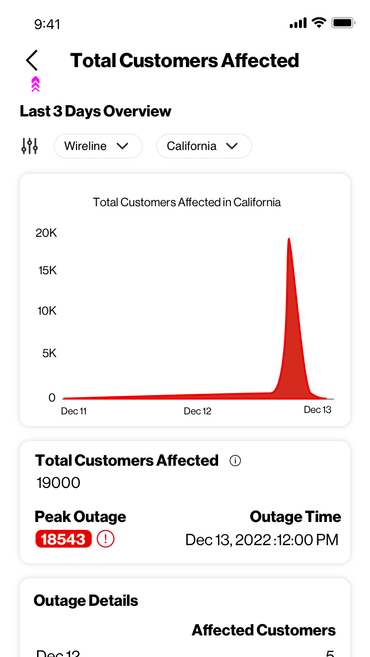 9:41
Total Customers Affected
Last 3 Days Overview
Wireline
California
Total Customers Affected in California
20K
15K
10K
5K
0
Dec 11
Dec 12
Dec 13
Total Customers Affected
19000
Peak Outage
Outage Time
18543
Dec 13, 2022 :12:00 PM
Outage Details
Affected Customers
Dec 12
5